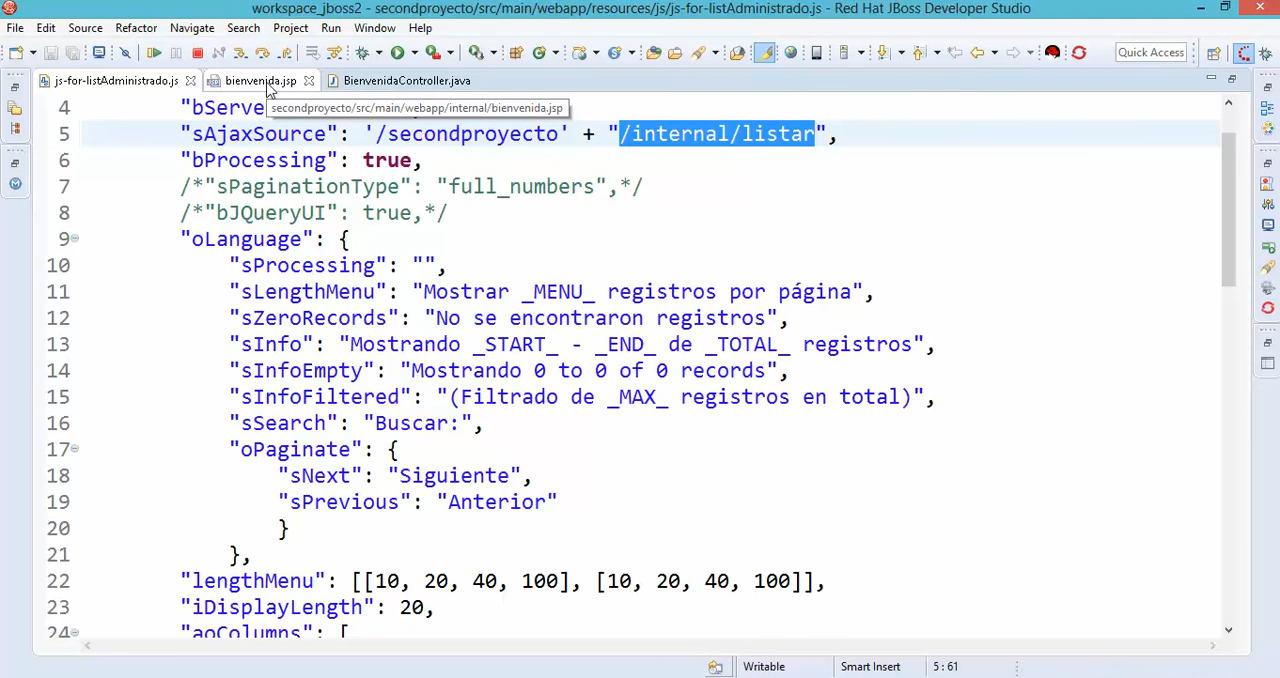 workspace_jboss2 - secondproyecto/src/main/webapp/resources/js/js-for-listAdministrado.js - Red Hat JBoss Developer Studio
File Edit Source Refactor Navigate Search Project Run Window Help
Quick Access
js-for-listAdministrado.js bienvenida.jsp BienvenidaController.java
4 "bServe
secondproyecto/src/main/webapp/internal/bienvenida.jsp
5 "sAjaxSource": '/secondproyecto' + "/internal/listar",
6 "bProcessing": true,
7 /*"sPaginationType": "full_numbers",*/
8 /*"bJQueryUI": true,*/
9 "oLanguage": {
10 "sProcessing": "",
11 "sLengthMenu": "Mostrar _MENU_ registros por página",
12 "sZeroRecords": "No se encontraron registros",
13 "sInfo": "Mostrando _START_ - _END_ de _TOTAL_ registros",
14 "sInfoEmpty": "Mostrando 0 to 0 of 0 records",
15 "sInfoFiltered": "(Filtrado de _MAX_ registros en total)",
16 "sSearch": "Buscar:",
17 "oPaginate": {
18 "sNext": "Siguiente",
19 "sPrevious": "Anterior"
20 }
21 },
22 "lengthMenu": [[10, 20, 40, 100], [10, 20, 40, 100]],
23 "iDisplayLength": 20,
24 "aoColumns": [
Writable Smart Insert 5:61